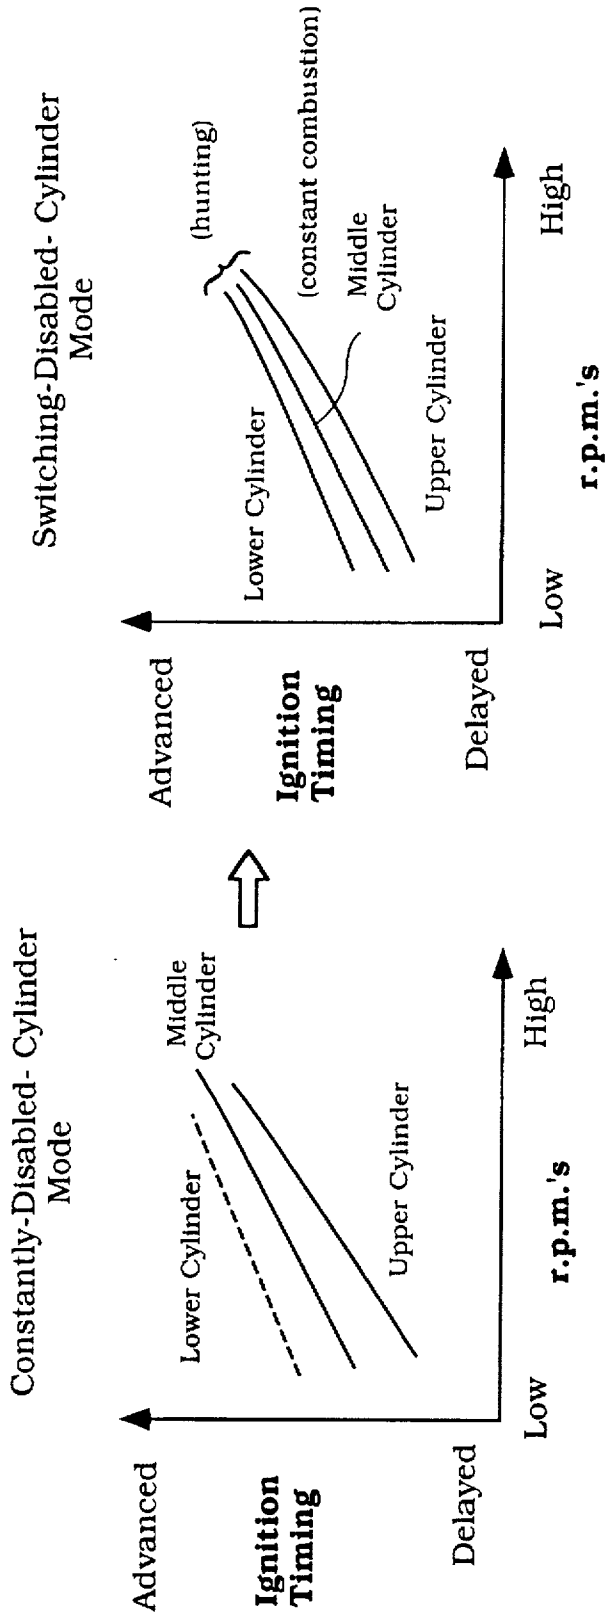 Constantly-Disabled- Cylinder
Mode
Advanced
Ignition
Timing
Delayed
Lower Cylinder
Middle
Cylinder
Upper Cylinder
Low
High
r.p.m.'s
Switching-Disabled- Cylinder
Mode
Advanced
Ignition
Timing
Delayed
Lower Cylinder
(hunting)
(constant combustion)
Middle
Cylinder
Upper Cylinder
Low
High
r.p.m.'s